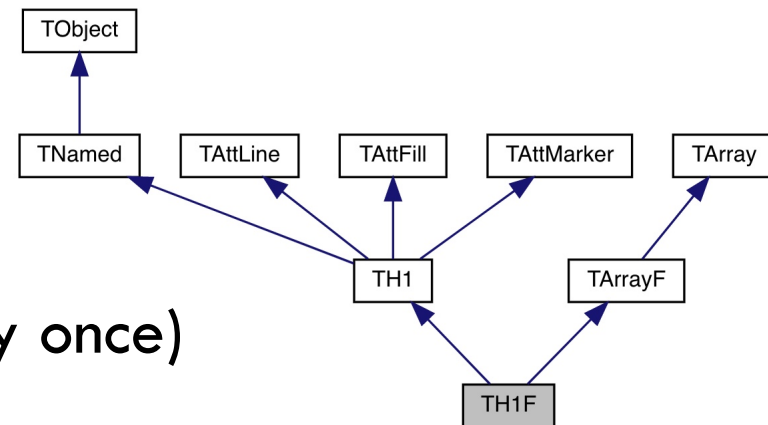 TObject
TNamed TAttLine TAttFill TAttMarker TArray
TH1 TArrayF
once)
TH1F